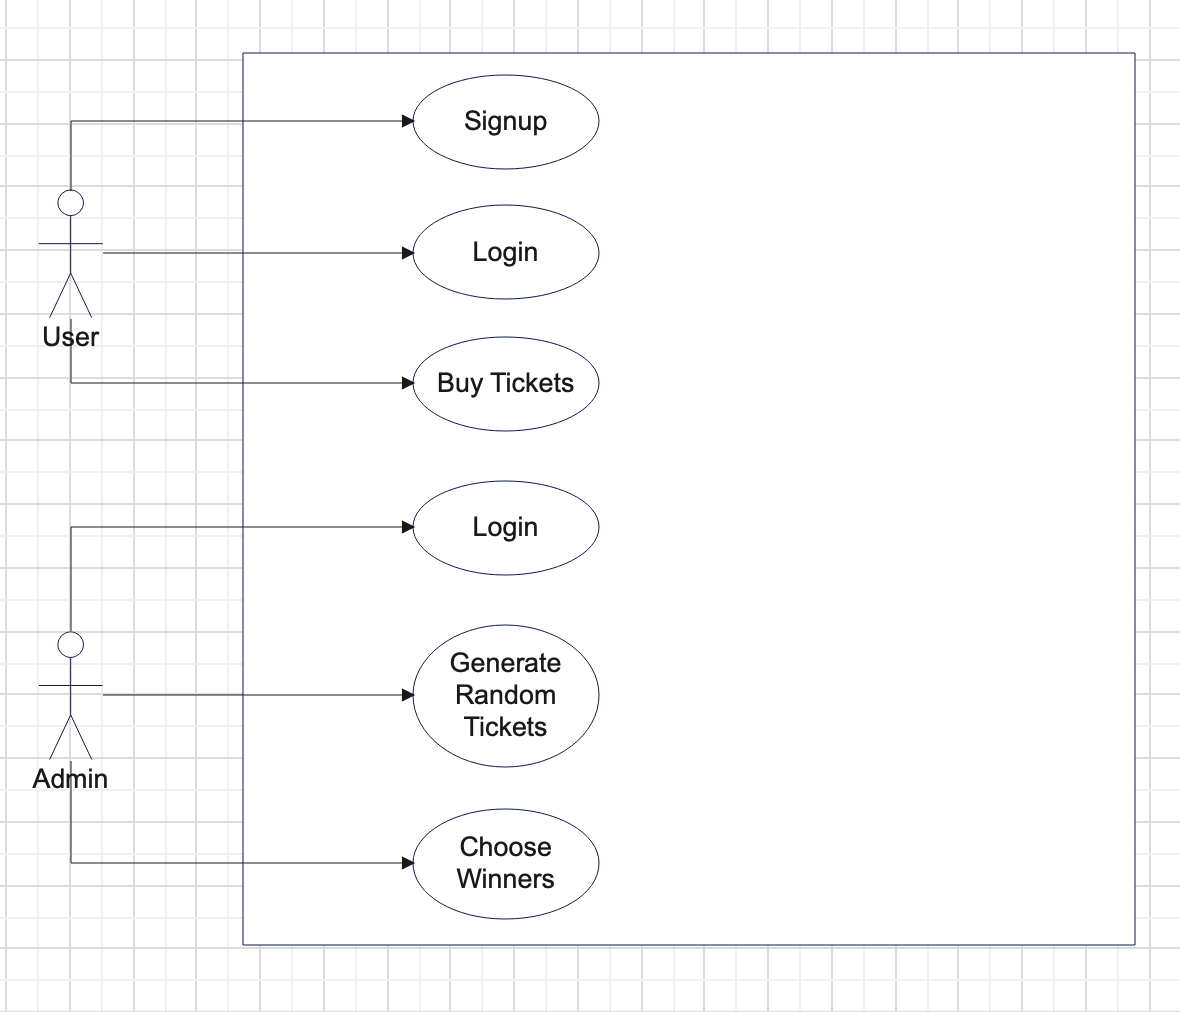 Signup
Login
User
Buy Tickets
Login
Generate
Random
Tickets
Admin
Choose
Winners